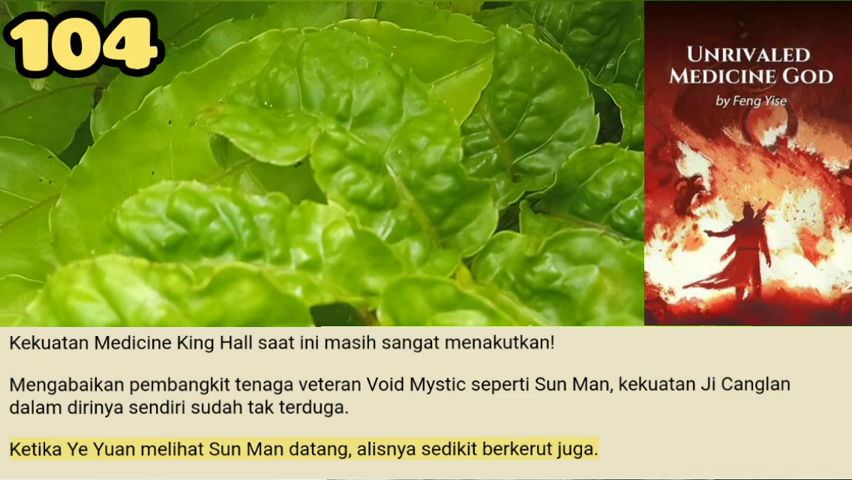 104
UNRIVALED
MEDICINE GOD
by Feng Yise
Kekuatan Medicine King Hall saat ini masih sangat menakutkan!
Mengabaikan pembangkit tenaga veteran Void Mystic seperti Sun Man, kekuatan Ji Canglan
dalam dirinya sendiri sudah tak terduga.
Ketika Ye Yuan melihat Sun Man datang, alisnya sedikit berkerut juga.